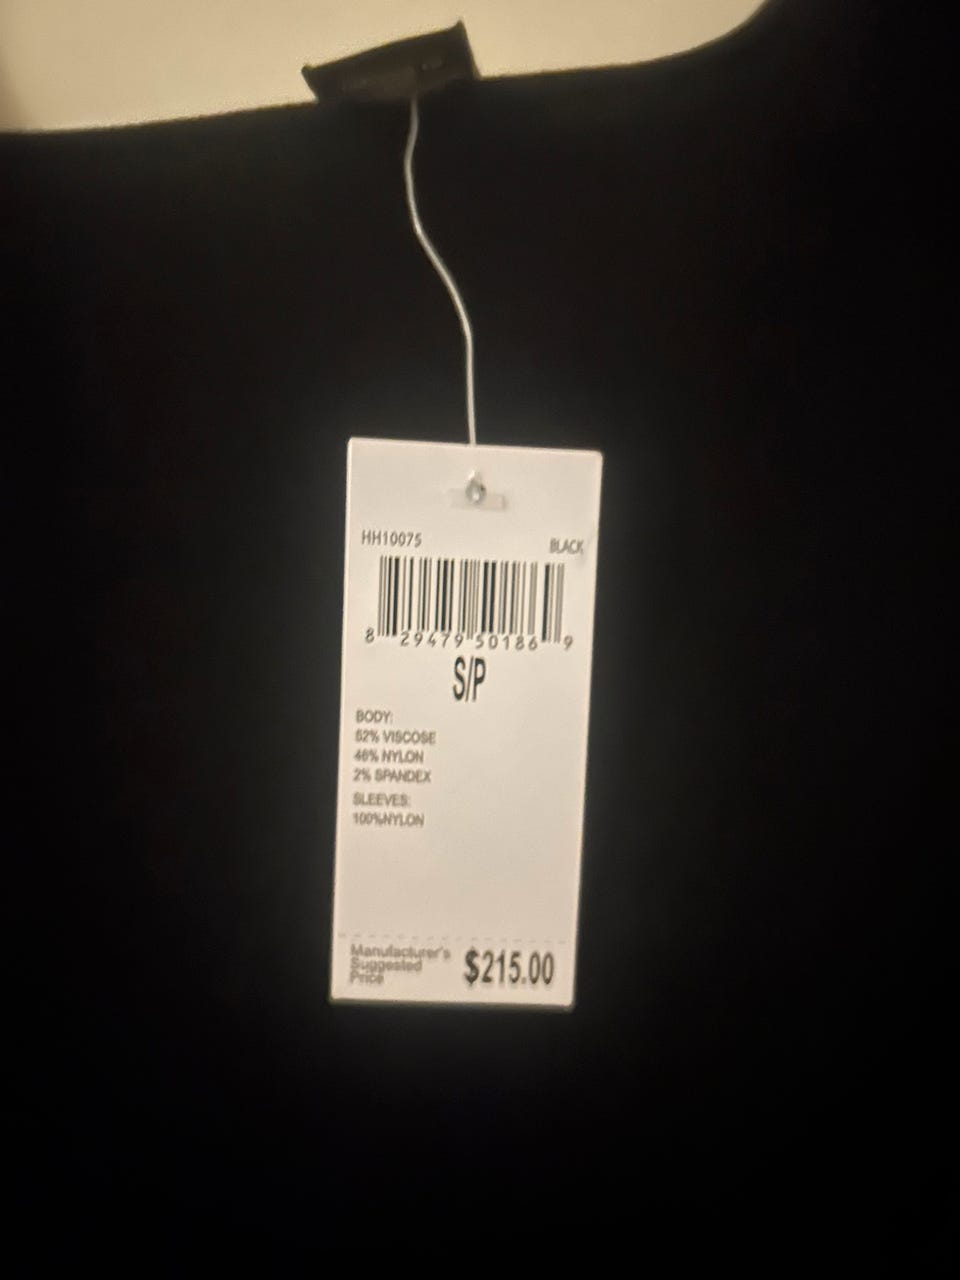 HH10075
BLACK
8 29479 50186 9
S/P
BODY:
52% VISCOSE
46% NYLON
2% SPANDEX
SLEEVES:
100%NYLON
Manufacturer's
Suggested
Price
$215.00